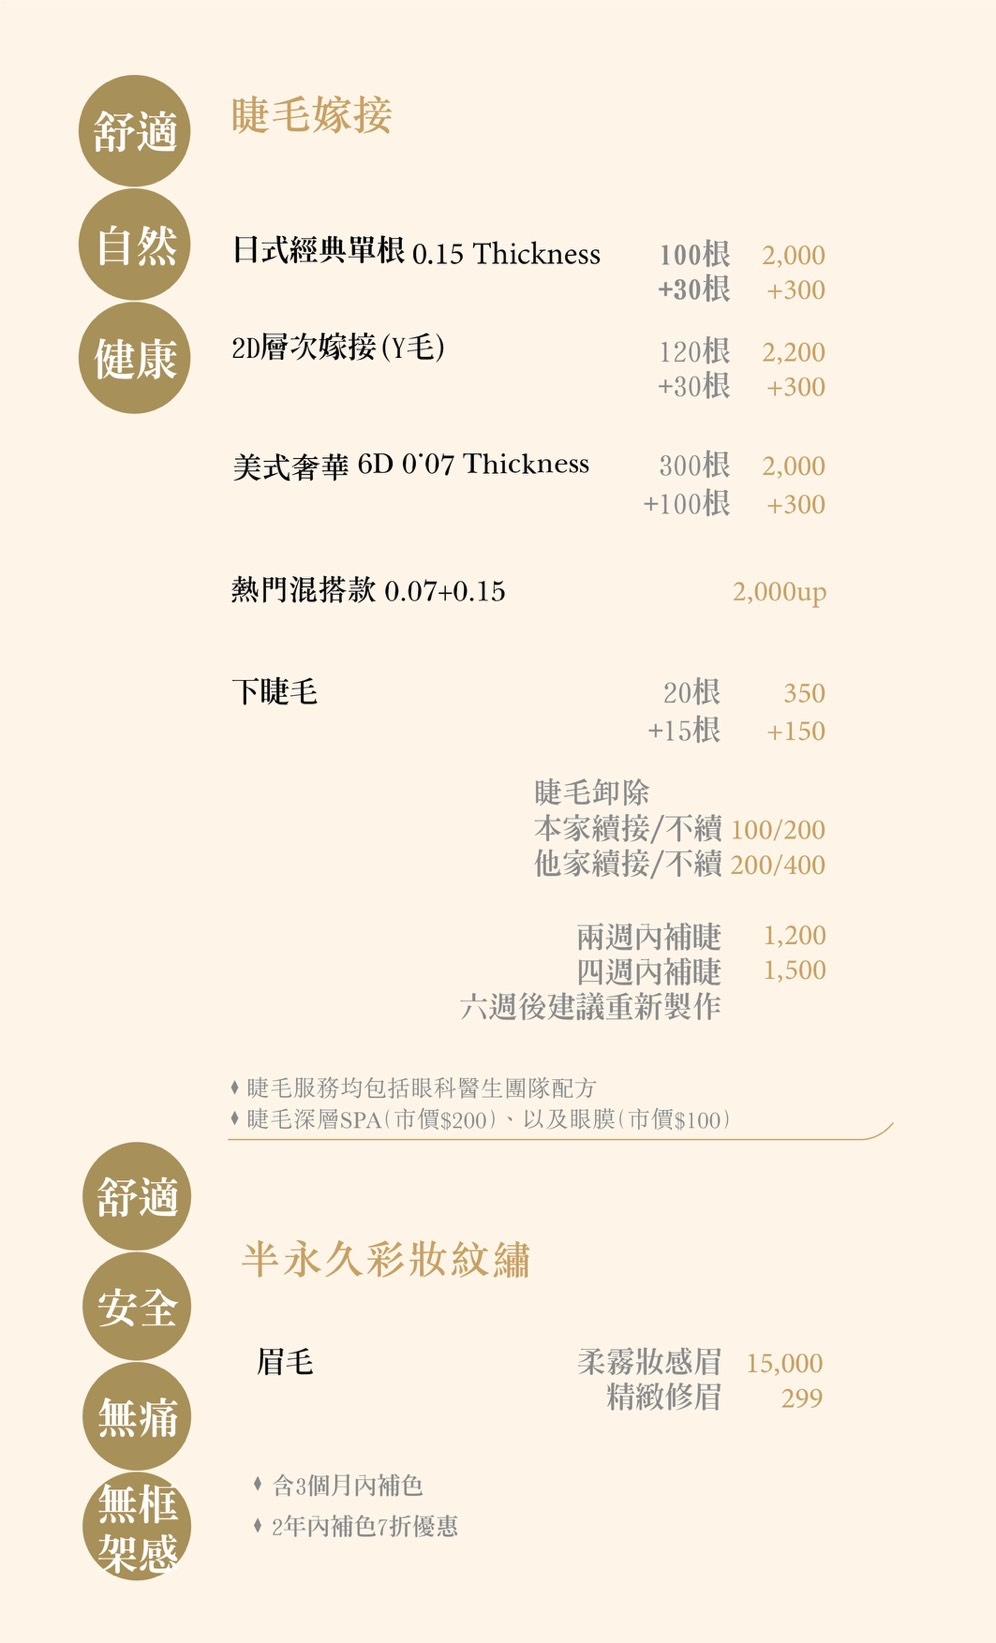 舒適
自然
健康
睫毛嫁接
日式經典單根 0.15 Thickness 100根 2,000
+30根 +300
2D層次嫁接(Y毛) 120根 2,200
+30根 +300
美式奢華 6D 0˙07 Thickness 300根 2,000
+100根 +300
熱門混搭款 0.07+0.15 2,000up
下睫毛 20根 350
+15根 +150
睫毛卸除
本家續接/不續 100/200
他家續接/不續 200/400
兩週內補睫 1,200
四週內補睫 1,500
六週後建議重新製作
♦ 睫毛服務均包括眼科醫生團隊配方
♦ 睫毛深層SPA(市價$200)、以及眼膜(市價$100)
舒適
安全
無痛
無框
架感
半永久彩妝紋繡
眉毛 柔霧妝感眉 15,000
精緻修眉 299
♦ 含3個月內補色
♦ 2年內補色7折優惠